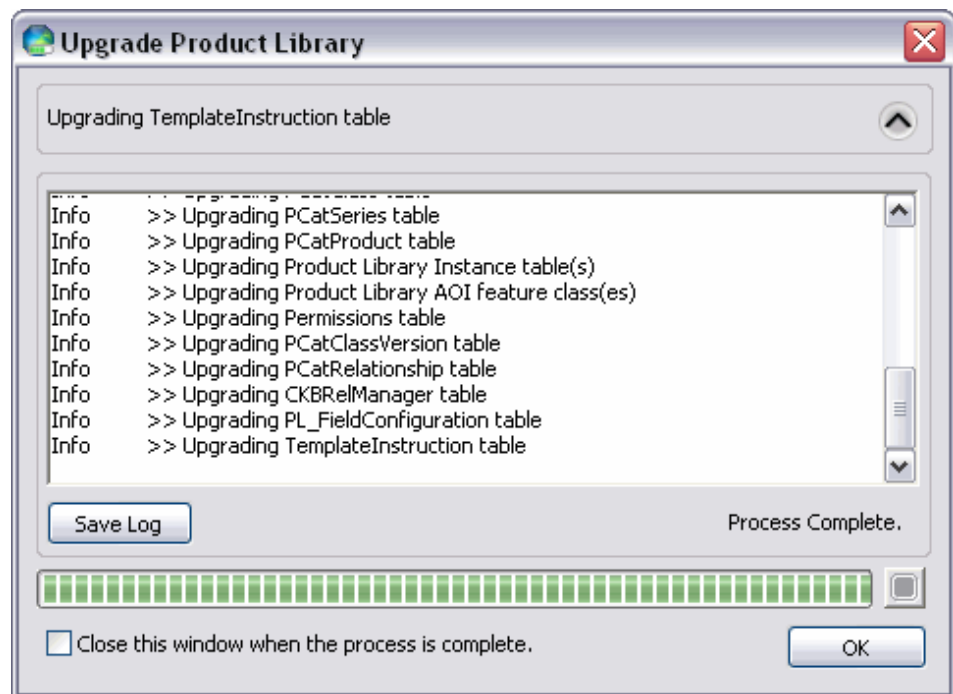 Upgrade Product Library
Upgrading TemplateInstruction table
Info >> Upgrading PCatSeries table
Info >> Upgrading PCatProduct table
Info >> Upgrading Product Library Instance table(s)
Info >> Upgrading Product Library AOI feature class(es)
Info >> Upgrading Permissions table
Info >> Upgrading PCatClassVersion table
Info >> Upgrading PCatRelationship table
Info >> Upgrading CKBRelManager table
Info >> Upgrading PL_FieldConfiguration table
Info >> Upgrading TemplateInstruction table
Save Log
Process Complete.
Close this window when the process is complete.
OK